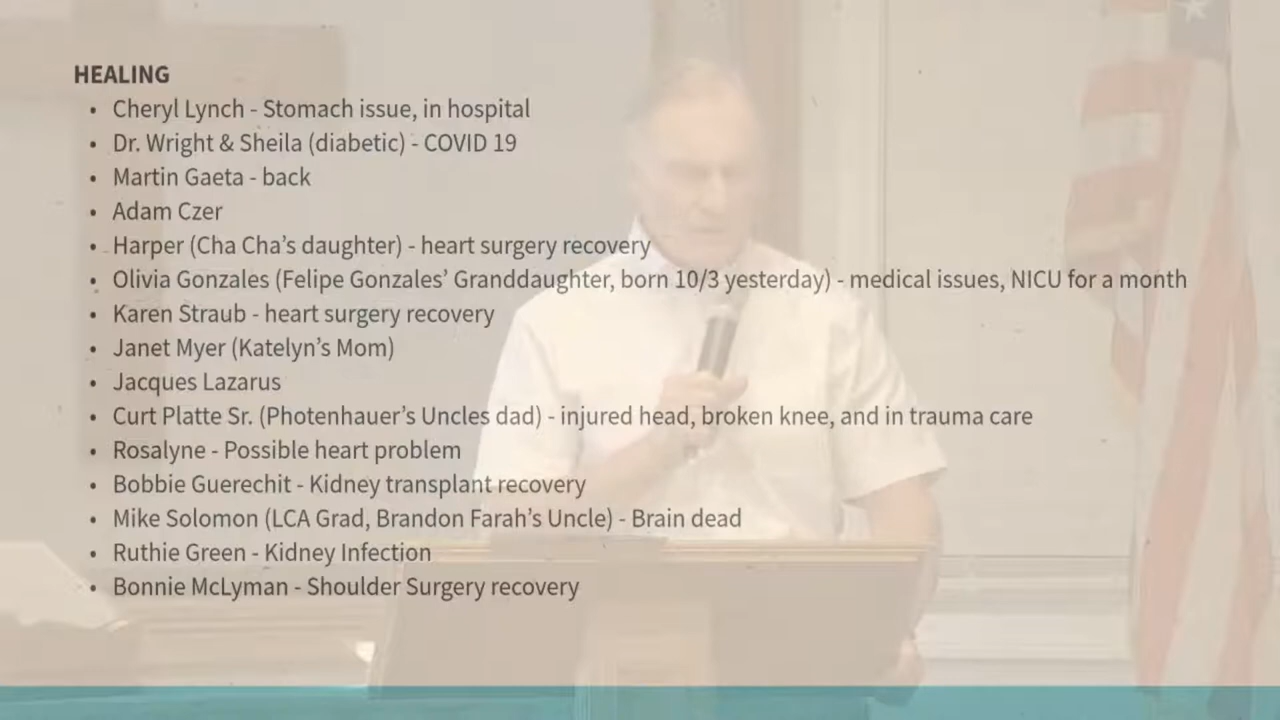 HEALING
• Cheryl Lynch - Stomach issue, in hospital
• Dr. Wright & Sheila (diabetic) - COVID 19
• Martin Gaeta - back
• Adam Czer
• Harper (Cha Cha's daughter) - heart surgery recovery
• Olivia Gonzales (Felipe Gonzales' Granddaughter, born 10/3 yesterday) - medical issues, NICU for a month
• Karen Straub - heart surgery recovery
• Janet Myer (Katelyn's Mom)
• Jacques Lazarus
• Curt Platte Sr. (Photenhauer's Uncles dad) - injured head, broken knee, and in trauma care
• Rosalyne - Possible heart problem
• Bobbie Guerechit - Kidney transplant recovery
• Mike Solomon (LCA Grad, Brandon Farah's Uncle) - Brain dead
• Ruthie Green - Kidney Infection
• Bonnie McLyman - Shoulder Surgery recovery